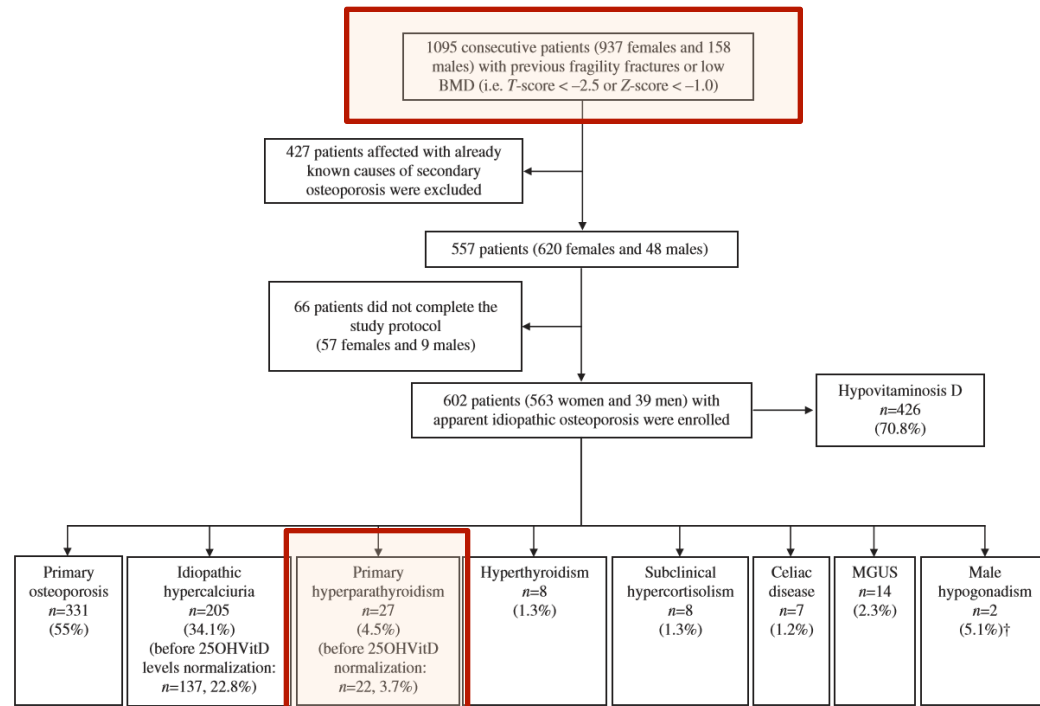 1095 consecutive patients (937 females and 158
males) with previous fragility fractures or low
BMD (i.e. T-score < –2.5 or Z-score < –1.0)
427 patients affected with already
known causes of secondary
osteoporosis were excluded
557 patients (620 females and 48 males)
66 patients did not complete the
study protocol
(57 females and 9 males)
602 patients (563 women and 39 men) with
apparent idiopathic osteoporosis were enrolled
Hypovitaminosis D
n=426
(70.8%)
Primary
osteoporosis
n=331
(55%)
Idiopathic
hypercalciuria
n=205
(34.1%)
(before 25OHVitD
levels normalization:
n=137, 22.8%)
Primary
hyperparathyroidism
n=27
(4.5%)
(before 25OHVitD
normalization:
n=22, 3.7%)
Hyperthyroidism
n=8
(1.3%)
Subclinical
hypercortisolism
n=8
(1.3%)
Celiac
disease
n=7
(1.2%)
MGUS
n=14
(2.3%)
Male
hypogonadism
n=2
(5.1%)†